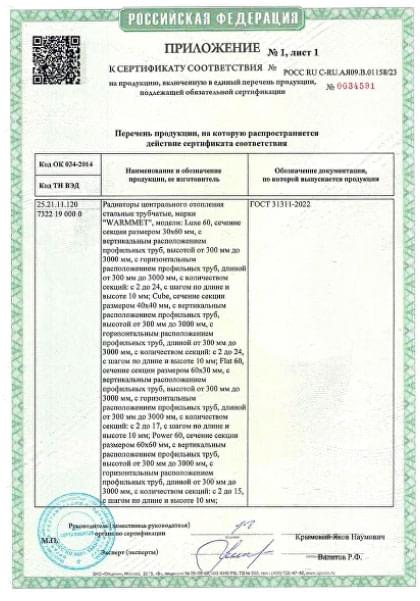 РОССИЙСКАЯ ФЕДЕРАЦИЯ
ПРИЛОЖЕНИЕ № 1, лист 1
К СЕРТИФИКАТУ СООТВЕТСТВИЯ № РОСС RU C-RU.АЯ09.В.01158/23
на продукцию, включенную в единый перечень продукции,
подлежащей обязательной сертификации
№ 0034591
Перечень продукции, на которую распространяется
действие сертификата соответствия
Код ОК 034-2014
Код ТН ВЭД
Наименование и обозначение
продукции, ее изготовитель
Обозначение документации,
по которой выпускается продукция
25.21.11.120
7322 19 000 0
Радиаторы центрального отопления
стальные трубчатые, марки
"WARMMET", модели: Luxe 60, сечение
секции размером 30х60 мм, с
вертикальным расположением
профильных труб, высотой от 300 мм до
3000 мм, с горизонтальным
расположением профильных труб, длиной
от 300 мм до 3000 мм, с количеством
секций: с 2 до 24, с шагом по длине и
высоте 10 мм; Cube, сечение секции
размером 40х40 мм, с вертикальным
расположением профильных труб,
высотой от 300 мм до 3000 мм, с
горизонтальным расположением
профильных труб, длиной от 300 мм до
3000 мм, с количеством секций: с 2 до 24,
с шагом по длине и высоте 10 мм; Flat 60,
сечение секции размером 60х30 мм, с
вертикальным расположением
профильных труб, высотой от 300 мм до
3000 мм, с горизонтальным
расположением профильных труб, длиной
от 300 мм до 3000 мм, с количеством
секций: с 2 до 17, с шагом по длине и
высоте 10 мм; Power 60, сечение секции
размером 60х60 мм, с вертикальным
расположением профильных труб,
высотой от 300 мм до 3000 мм, с
горизонтальным расположением
профильных труб, длиной от 300 мм до
3000 мм, с количеством секций: с 2 до 15,
с шагом по длине и высоте 10 мм;
ГОСТ 31311-2022
М.П.
Руководитель (заместитель руководителя)
органа по сертификации
Крымский Яков Наумович
Эксперт (эксперты)
Валитов Р.Ф.